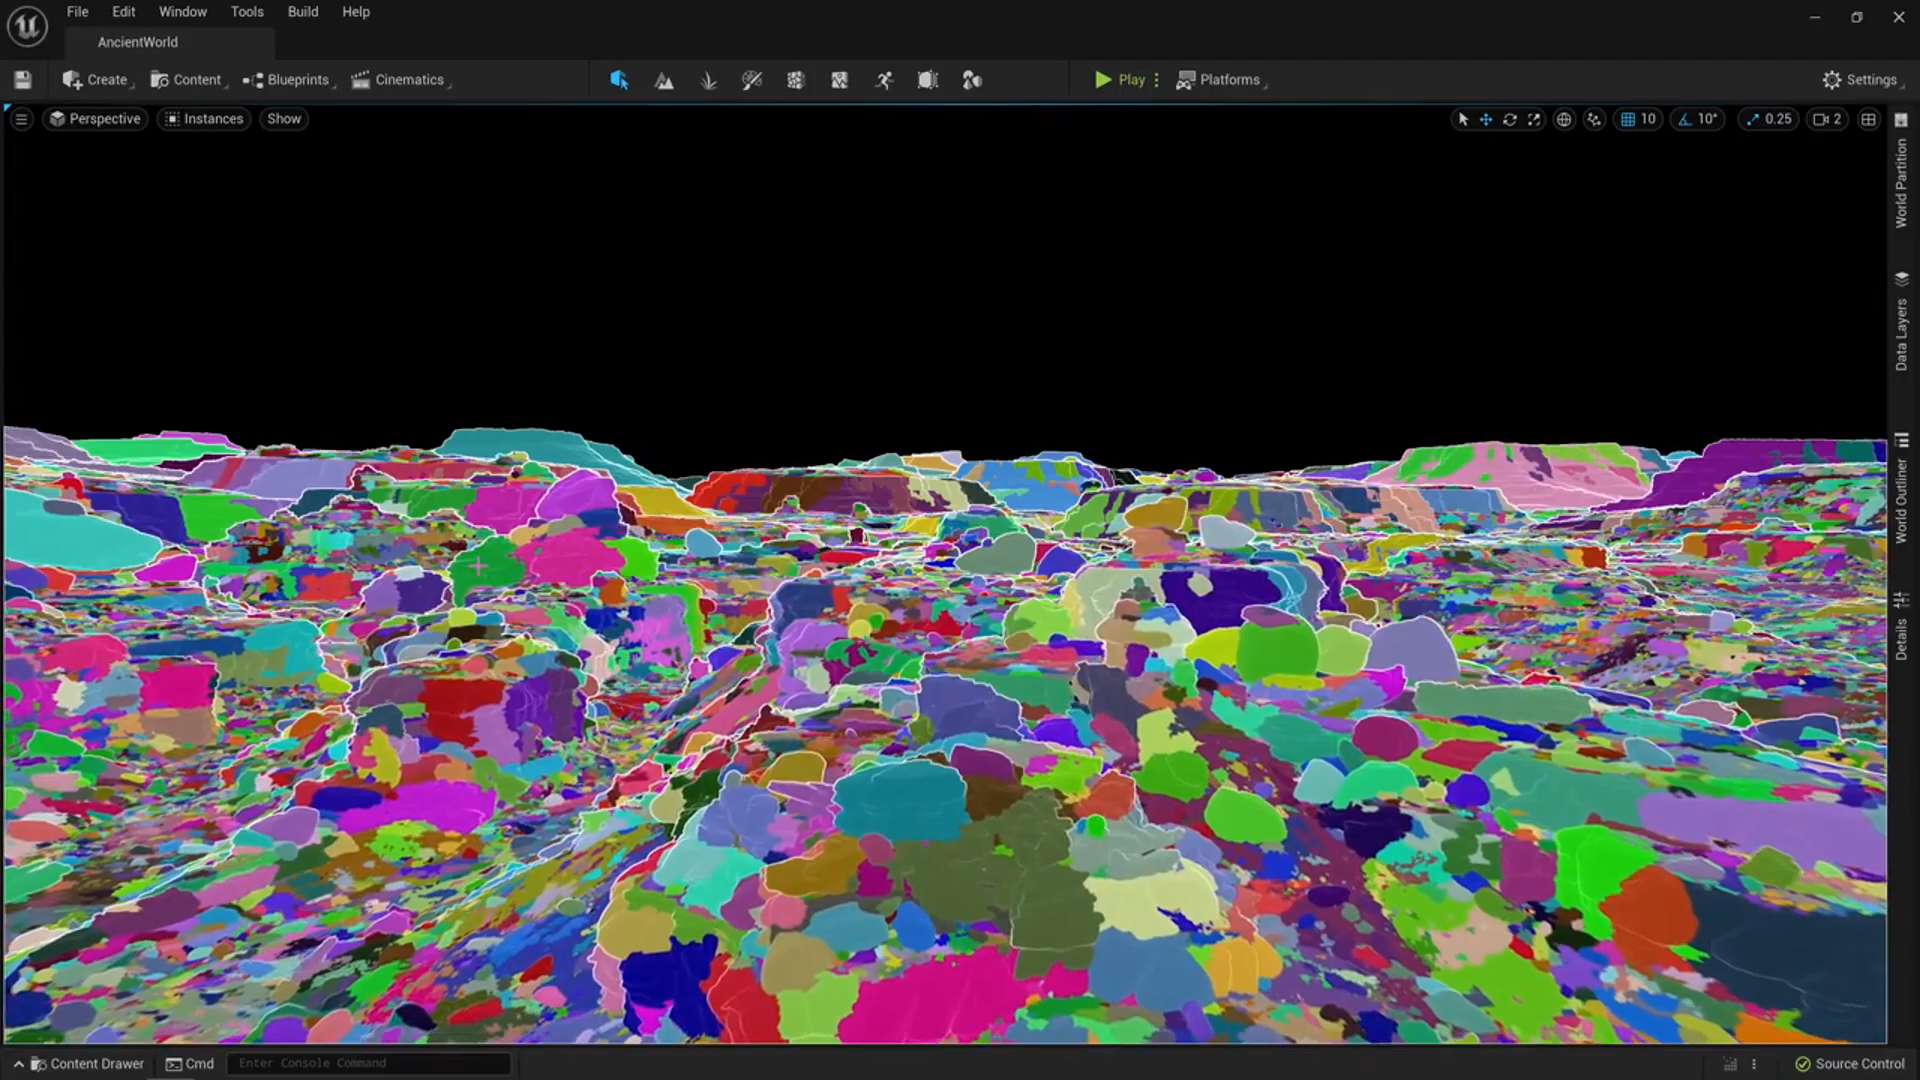 File Edit Window Tools Build Help
AncientWorld
Create Content Blueprints Cinematics Play Platforms Settings
Perspective Instances Show 10 10° 0.25 2
World Partition
Data Layers
World Outliner
Details
Content Drawer Cmd Enter Console Command Source Control